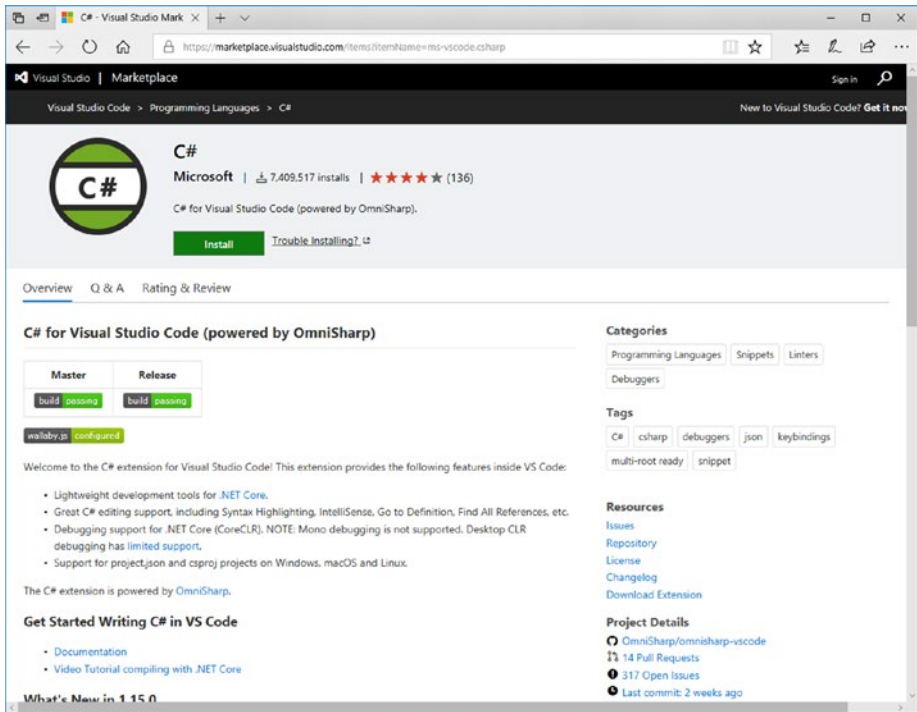 C# - Visual Studio Mark
https://marketplace.visualstudio.com/items?itemName=ms-vscode.csharp
Visual Studio | Marketplace
Sign in
Visual Studio Code > Programming Languages > C#
New to Visual Studio Code? Get it now
C#
C#
Microsoft | 7,409,517 installs | (136)
C# for Visual Studio Code (powered by OmniSharp).
Install
Trouble Installing?
Overview Q & A Rating & Review
C# for Visual Studio Code (powered by OmniSharp)
Master Release
build passing build passing
wallaby.js configured
Welcome to the C# extension for Visual Studio Code! This extension provides the following features inside VS Code:
• Lightweight development tools for .NET Core.
• Great C# editing support, including Syntax Highlighting, IntelliSense, Go to Definition, Find All References, etc.
• Debugging support for .NET Core (CoreCLR). NOTE: Mono debugging is not supported. Desktop CLR
debugging has limited support.
• Support for project.json and csproj projects on Windows, macOS and Linux.
The C# extension is powered by OmniSharp.
Get Started Writing C# in VS Code
• Documentation
• Video Tutorial compiling with .NET Core
What's New in 1.15.0
Categories
Programming Languages Snippets Linters
Debuggers
Tags
C# csharp debuggers json keybindings
multi-root ready snippet
Resources
Issues
Repository
License
Changelog
Download Extension
Project Details
OmniSharp/omnisharp-vscode
14 Pull Requests
317 Open Issues
Last commit: 2 weeks ago